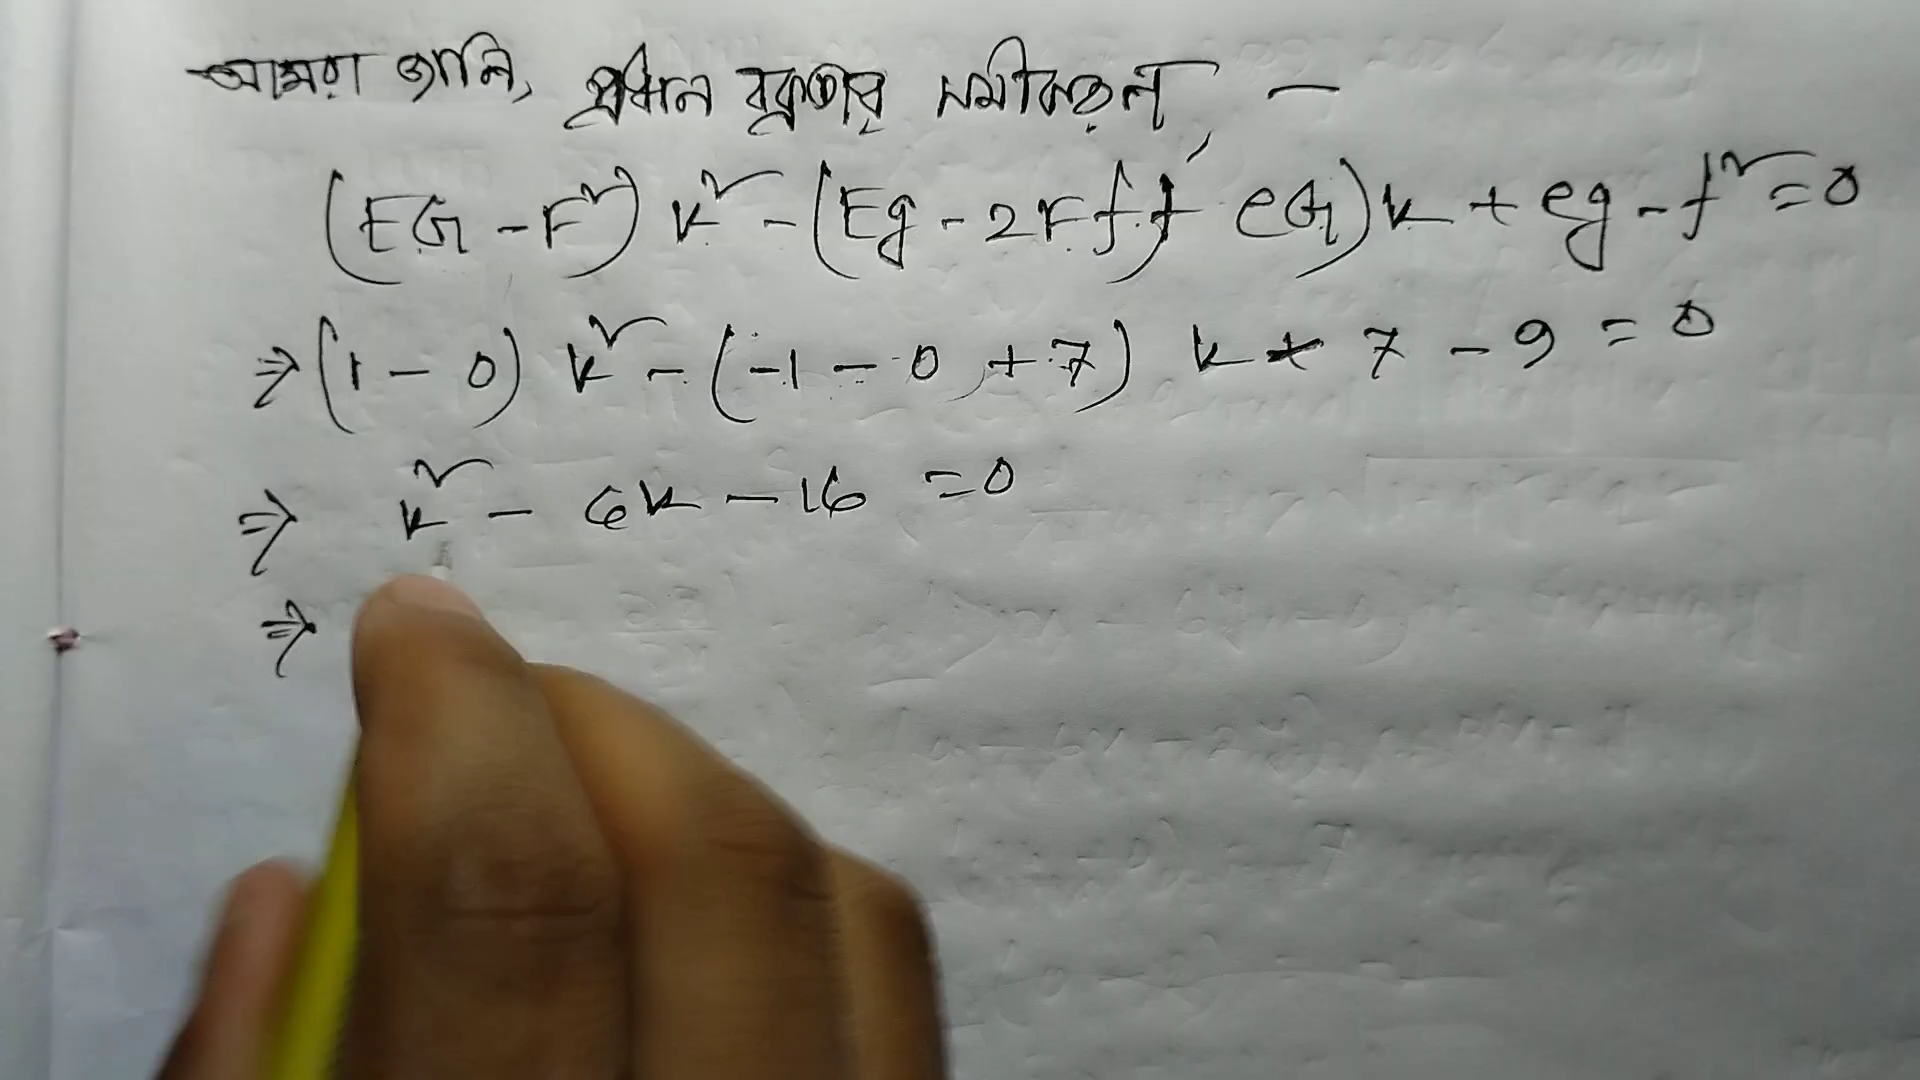 আমরা জানি, প্রধান বক্রতার সমীকরণ, —
(EG - F²) k² - (Eg - 2Ff + eG) k + eg - f² = 0
⇒ (1 - 0) k² - (-1 - 0 + 7) k + 7 - 9 = 0
⇒ k² - 6k - 16 = 0
⇒